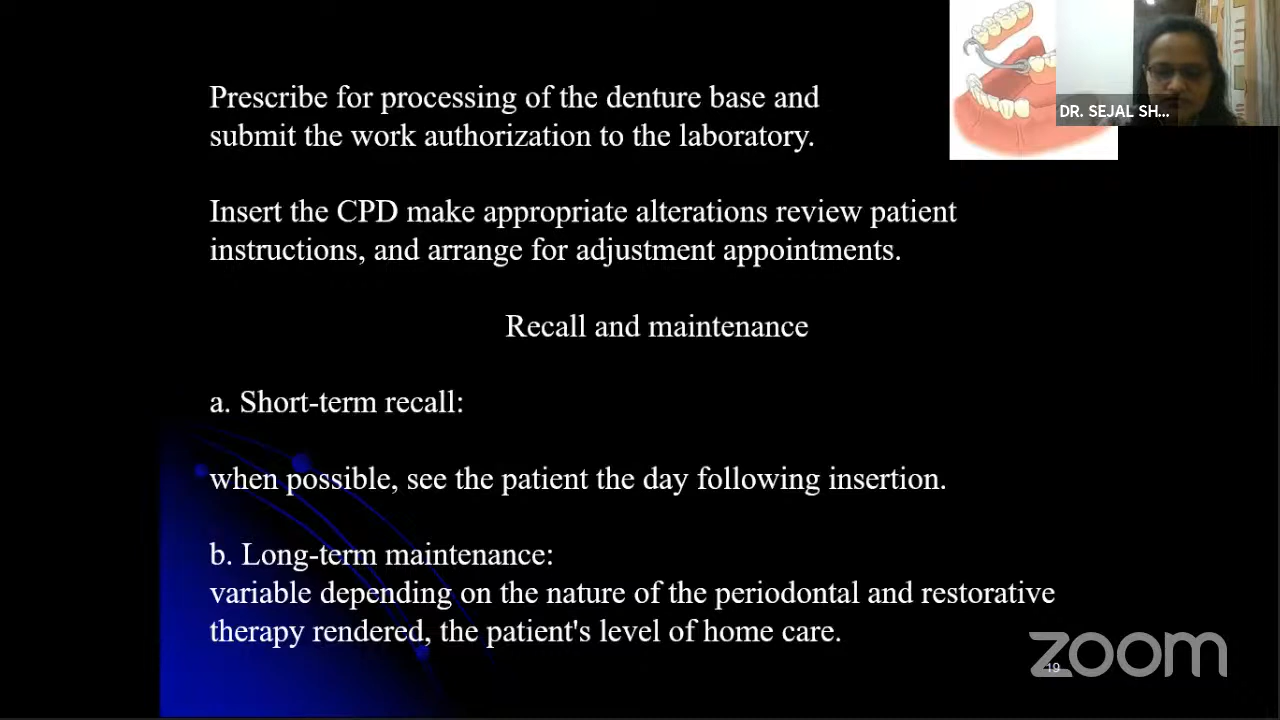 Prescribe for processing of the denture base and
submit the work authorization to the laboratory.
Insert the CPD make appropriate alterations review patient
instructions, and arrange for adjustment appointments.
Recall and maintenance
a. Short-term recall:
when possible, see the patient the day following insertion.
b. Long-term maintenance:
variable depending on the nature of the periodontal and restorative
therapy rendered, the patient's level of home care.
DR. SEJAL SH...
zoom
19